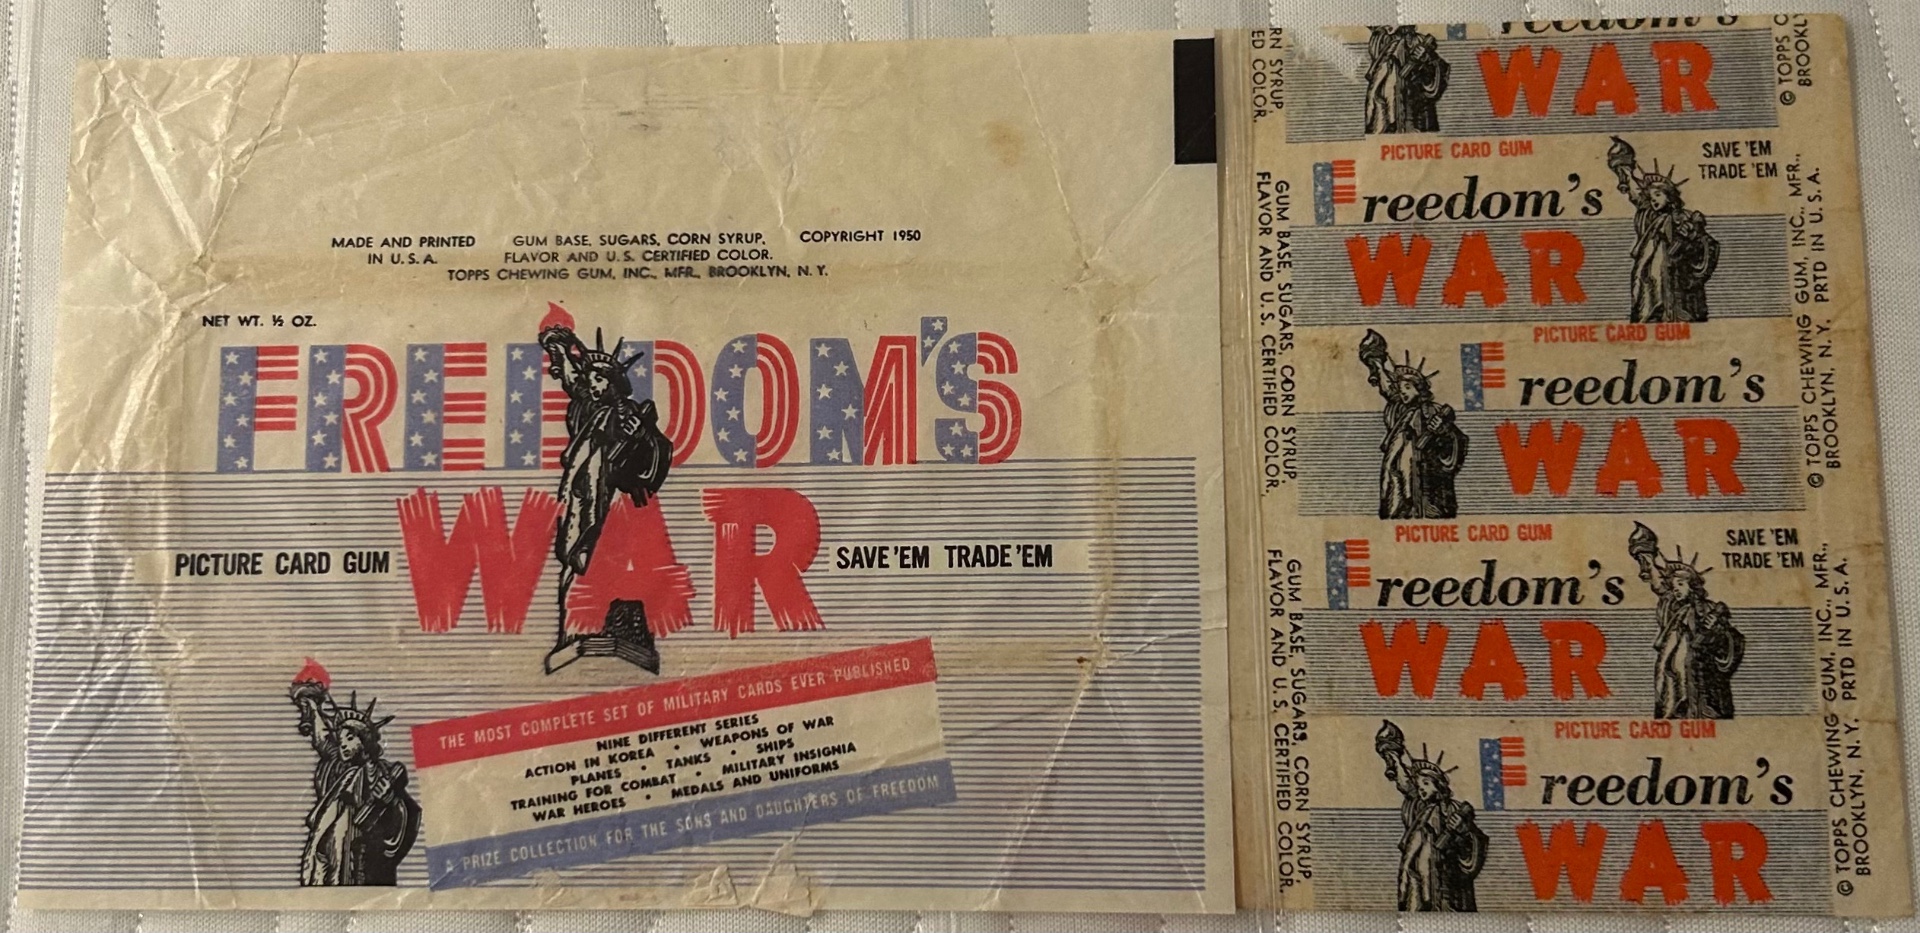 MADE AND PRINTED
IN U.S.A.
GUM BASE, SUGARS, CORN SYRUP,
FLAVOR AND U.S. CERTIFIED COLOR.
COPYRIGHT 1950
TOPPS CHEWING GUM, INC., MFR., BROOKLYN, N.Y.
NET WT. ½ OZ.
FREEDOM'S
WAR
PICTURE CARD GUM
SAVE 'EM TRADE 'EM
THE MOST COMPLETE SET OF MILITARY CARDS EVER PUBLISHED
NINE DIFFERENT SERIES
ACTION IN KOREA • WEAPONS OF WAR
PLANES • TANKS • SHIPS
TRAINING FOR COMBAT • MILITARY INSIGNIA
WAR HEROES • MEDALS AND UNIFORMS
A PRIZE COLLECTION FOR THE SONS AND DAUGHTERS OF FREEDOM
RN SYRUP,
ED COLOR.
reedom's
WAR
© TOPPS C
BROOKLY
PICTURE CARD GUM
SAVE 'EM
TRADE 'EM
Freedom's
WAR
GUM BASE, SUGARS, CORN SYRUP,
FLAVOR AND U.S. CERTIFIED COLOR.
PICTURE CARD GUM
Freedom's
WAR
© TOPPS CHEWING GUM, INC., MFR.,
BROOKLYN, N.Y. PRTD IN U.S.A.
PICTURE CARD GUM
SAVE 'EM
TRADE 'EM
Freedom's
WAR
GUM BASE, SUGARS, CORN SYRUP,
FLAVOR AND U.S. CERTIFIED COLOR.
PICTURE CARD GUM
Freedom's
WAR
© TOPPS CHEWING GUM, INC., MFR.,
BROOKLYN, N.Y. PRTD IN U.S.A.